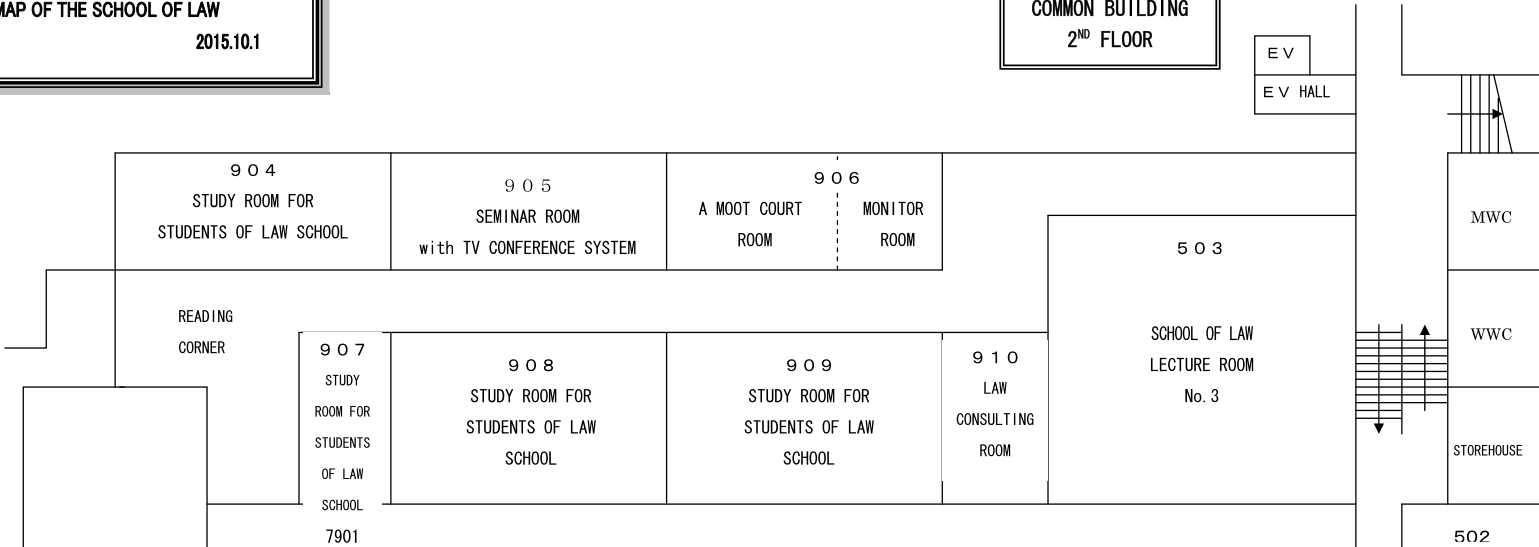 MAP OF THE SCHOOL OF LAW
2015.10.1
COMMON BUILDING
2ND FLOOR
EV
EV HALL
904
STUDY ROOM FOR
STUDENTS OF LAW SCHOOL
905
SEMINAR ROOM
with TV CONFERENCE SYSTEM
906
A MOOT COURT
ROOM
MONITOR
ROOM
MWC
503
SCHOOL OF LAW
LECTURE ROOM
No.3
WWC
READING
CORNER
907
STUDY
ROOM FOR
STUDENTS
OF LAW
SCHOOL
7901
908
STUDY ROOM FOR
STUDENTS OF LAW
SCHOOL
909
STUDY ROOM FOR
STUDENTS OF LAW
SCHOOL
910
LAW
CONSULTING
ROOM
STOREHOUSE
502